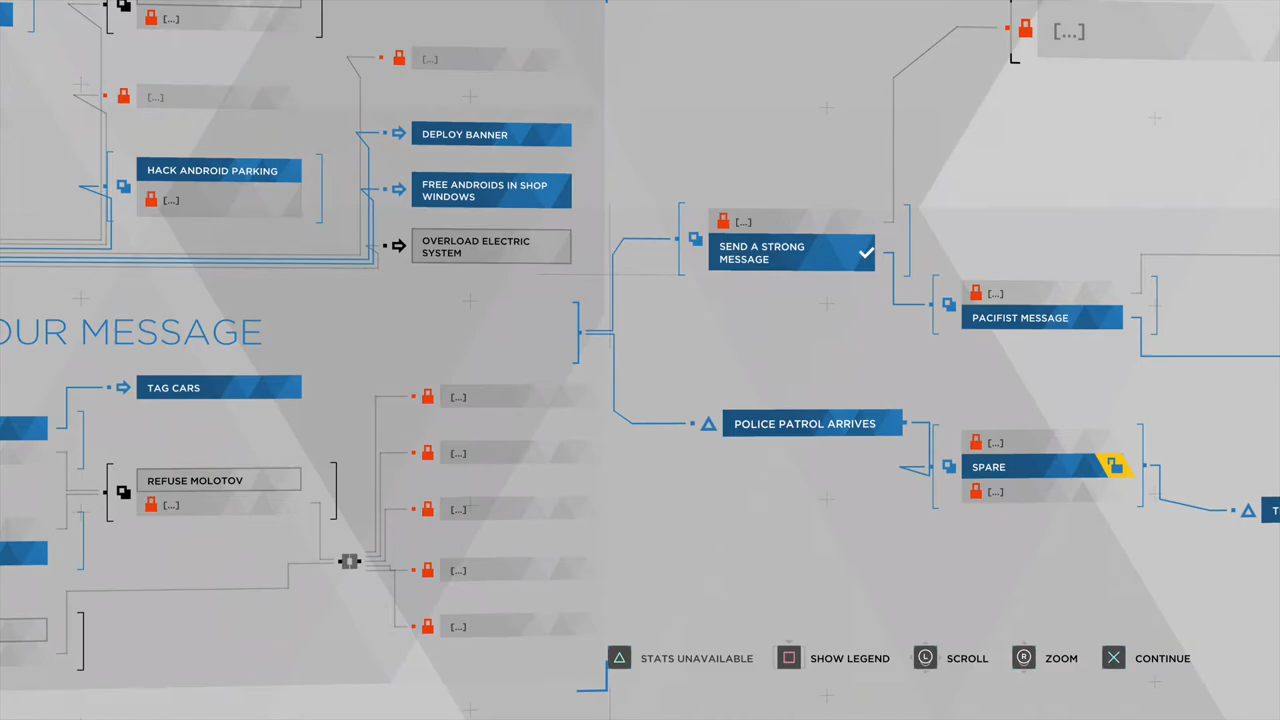 [...]
[...]
HACK ANDROID PARKING
[...]
[...]
DEPLOY BANNER
FREE ANDROIDS IN SHOP
WINDOWS
OVERLOAD ELECTRIC
SYSTEM
OUR MESSAGE
TAG CARS
REFUSE MOLOTOV
[...]
[...]
[...]
[...]
[...]
[...]
[...]
[...]
SEND A STRONG
MESSAGE
[...]
PACIFIST MESSAGE
POLICE PATROL ARRIVES
[...]
SPARE
[...]
T
STATS UNAVAILABLE
SHOW LEGEND
L
SCROLL
R
ZOOM
CONTINUE